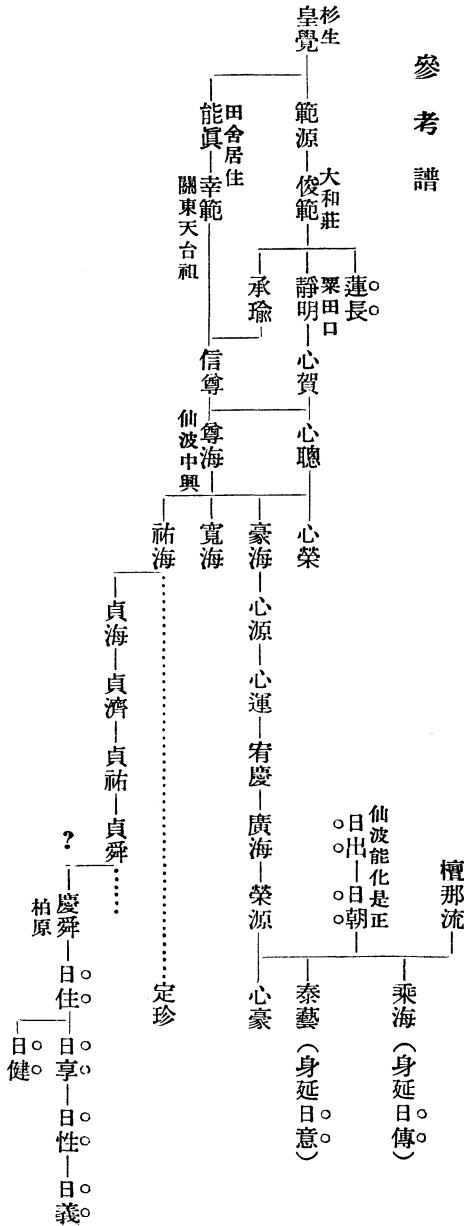 參考譜
杉生
皇覺
範源
大和莊
俊範
蓮長
粟田口
靜明
心賀
心聰
心榮
承瑜
田舍居住
能眞
幸範
關東天台祖
信尊
尊海
仙波中興
豪海
心源
心運
宥慶
廣海
榮源
心豪
寬海
祐海
定珍
貞海
貞濟
貞祐
貞舜
?
慶舜
柏原
日住
日享
日性
日義
日健
檀那流
仙波能化是正
日出
日朝
乘海(身延日傳)
泰藝(身延日意)